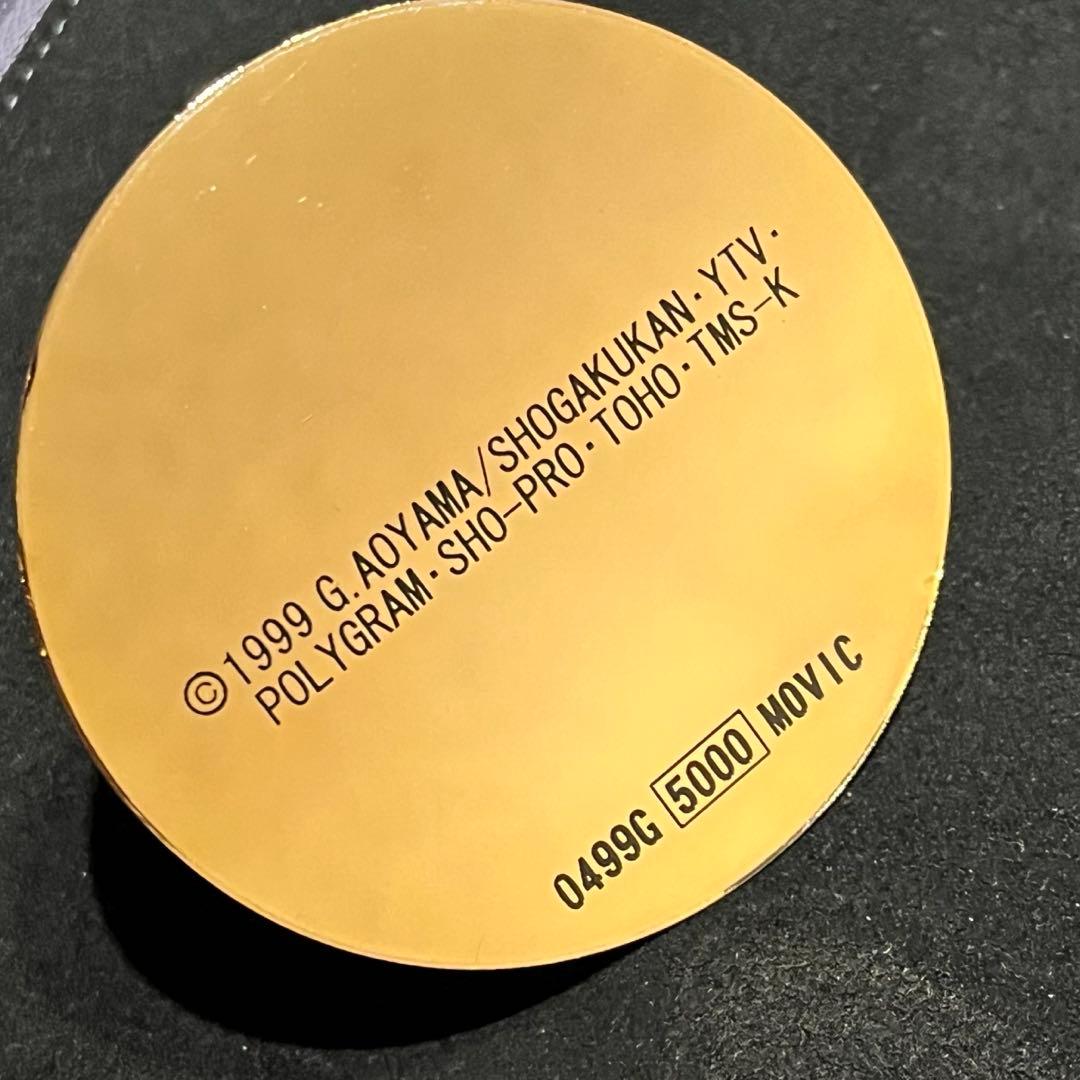 ©1999 G.AOYAMA/SHOGAKUKAN·YTV·
POLYGRAM·SHO-PRO·TOHO·TMS-K
0499G 5000 MOVIC